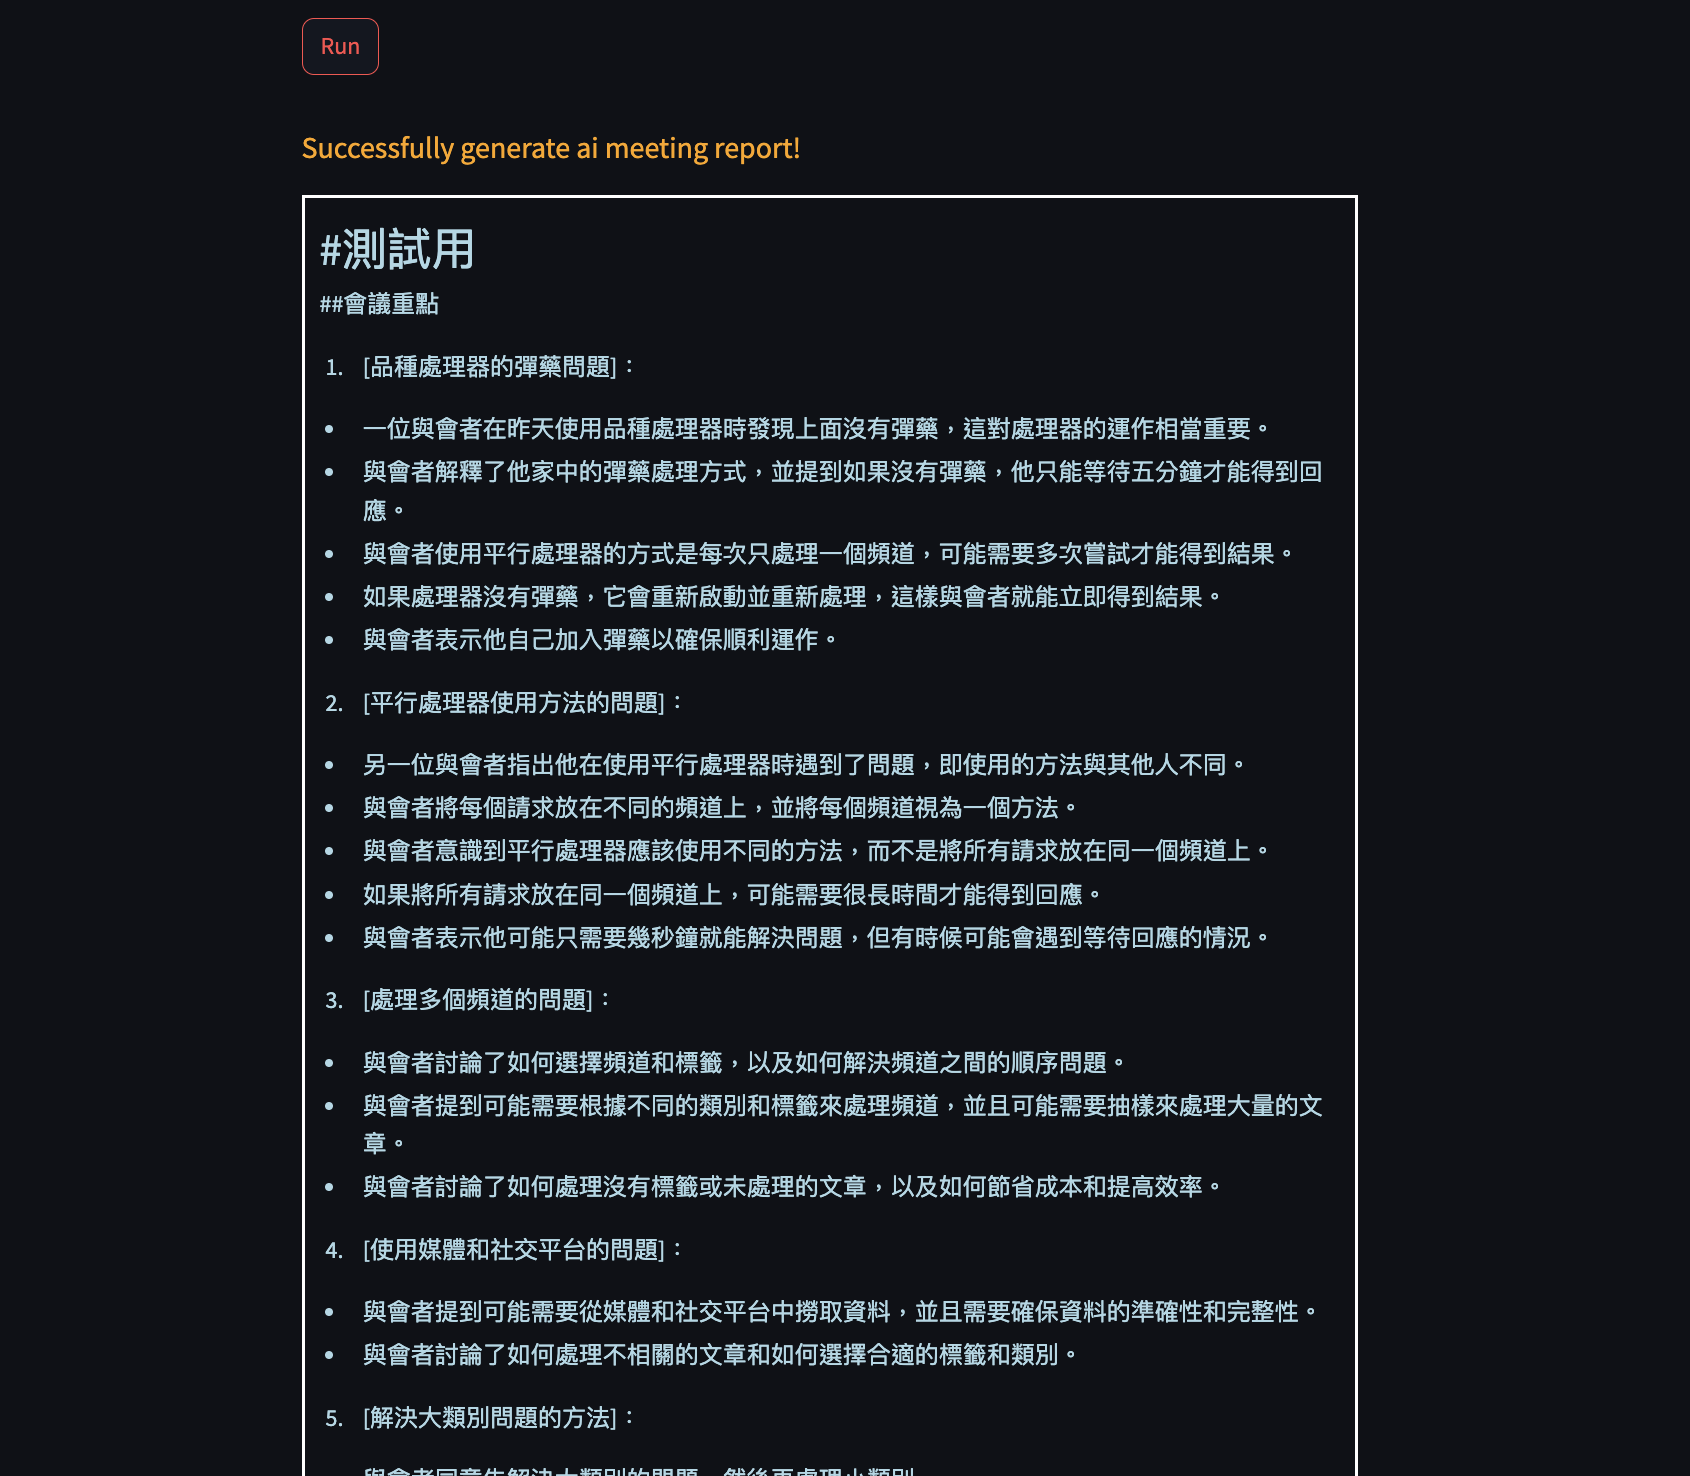 Run
Successfully generate ai meeting report!
#測試用
##會議重點
1. [品種處理器的彈藥問題]：
• 一位與會者在昨天使用品種處理器時發現上面沒有彈藥，這對處理器的運作相當重要。
• 與會者解釋了他家中的彈藥處理方式，並提到如果沒有彈藥，他只能等待五分鐘才能得到回
應。
• 與會者使用平行處理器的方式是每次只處理一個頻道，可能需要多次嘗試才能得到結果。
• 如果處理器沒有彈藥，它會重新啟動並重新處理，這樣與會者就能立即得到結果。
• 與會者表示他自己加入彈藥以確保順利運作。
2. [平行處理器使用方法的問題]：
• 另一位與會者指出他在使用平行處理器時遇到了問題，即使用的方法與其他人不同。
• 與會者將每個請求放在不同的頻道上，並將每個頻道視為一個方法。
• 與會者意識到平行處理器應該使用不同的方法，而不是將所有請求放在同一個頻道上。
• 如果將所有請求放在同一個頻道上，可能需要很長時間才能得到回應。
• 與會者表示他可能只需要幾秒鐘就能解決問題，但有時候可能會遇到等待回應的情況。
3. [處理多個頻道的問題]：
• 與會者討論了如何選擇頻道和標籤，以及如何解決頻道之間的順序問題。
• 與會者提到可能需要根據不同的類別和標籤來處理頻道，並且可能需要抽樣來處理大量的文
章。
• 與會者討論了如何處理沒有標籤或未處理的文章，以及如何節省成本和提高效率。
4. [使用媒體和社交平台的問題]：
• 與會者提到可能需要從媒體和社交平台中撈取資料，並且需要確保資料的準確性和完整性。
• 與會者討論了如何處理不相關的文章和如何選擇合適的標籤和類別。
5. [解決大類別問題的方法]：
與會者同意先解決大類別的問題，然後再處理小類別